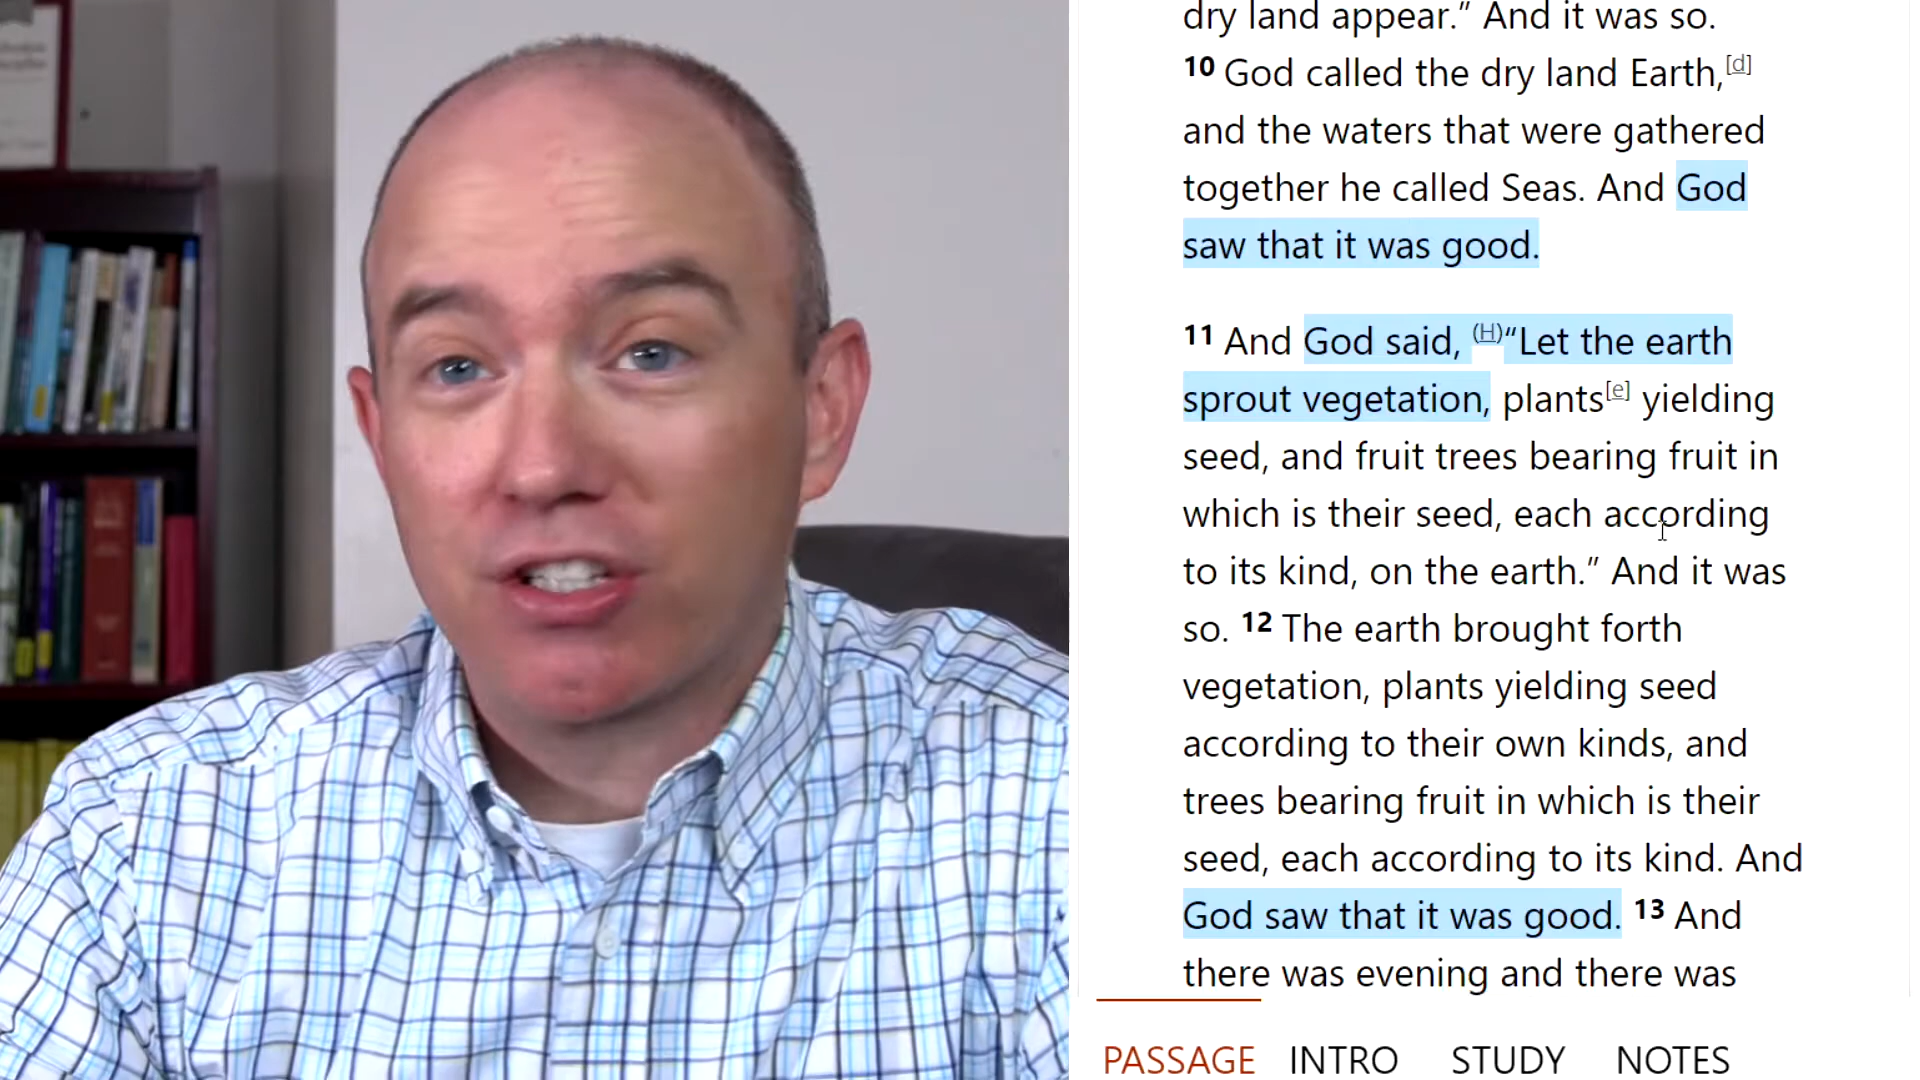 dry land appear.” And it was so.
10 God called the dry land Earth,[d]
and the waters that were gathered
together he called Seas. And God
saw that it was good.
11 And God said, (H)“Let the earth
sprout vegetation, plants[e] yielding
seed, and fruit trees bearing fruit in
which is their seed, each according
to its kind, on the earth.” And it was
so. 12 The earth brought forth
vegetation, plants yielding seed
according to their own kinds, and
trees bearing fruit in which is their
seed, each according to its kind. And
God saw that it was good. 13 And
there was evening and there was
PASSAGE INTRO STUDY NOTES